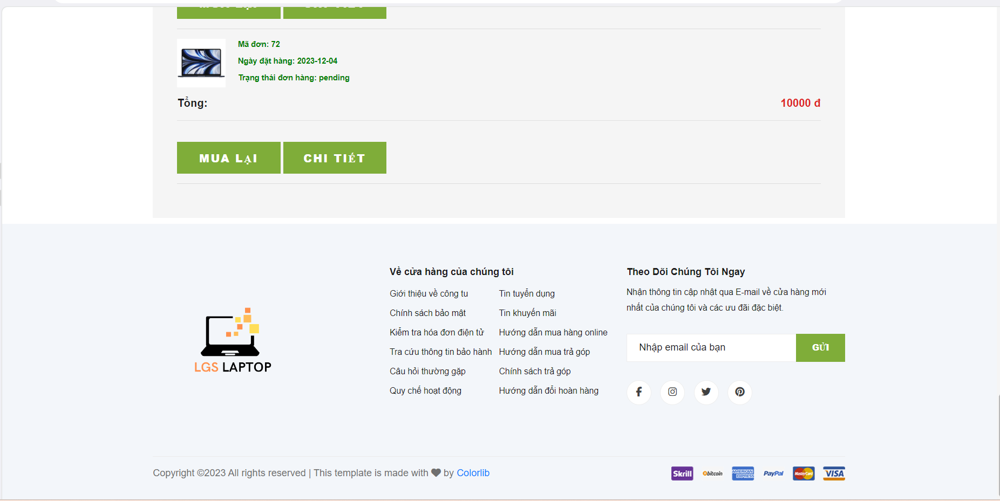 Mã đơn: 72
Ngày đặt hàng: 2023-12-04
Trạng thái đơn hàng: pending
Tổng: 10000 đ
MUA LẠI CHI TIẾT
Về cửa hàng của chúng tôi
Giới thiệu về công tu Tin tuyển dụng
Chính sách bảo mật Tin khuyến mãi
Kiểm tra hóa đơn điện tử Hướng dẫn mua hàng online
Tra cứu thông tin bảo hành Hướng dẫn mua trả góp
Câu hỏi thường gặp Chính sách trả góp
Quy chế hoạt động Hướng dẫn đổi hoàn hàng
Theo Dõi Chúng Tôi Ngay
Nhận thông tin cập nhật qua E-mail về cửa hàng mới
nhất của chúng tôi và các ưu đãi đặc biệt.
Nhập email của bạn GỬI
LGS LAPTOP
Copyright ©2023 All rights reserved | This template is made with by Colorlib
Skrill bitcoin AMERICAN EXPRESS PayPal MasterCard VISA